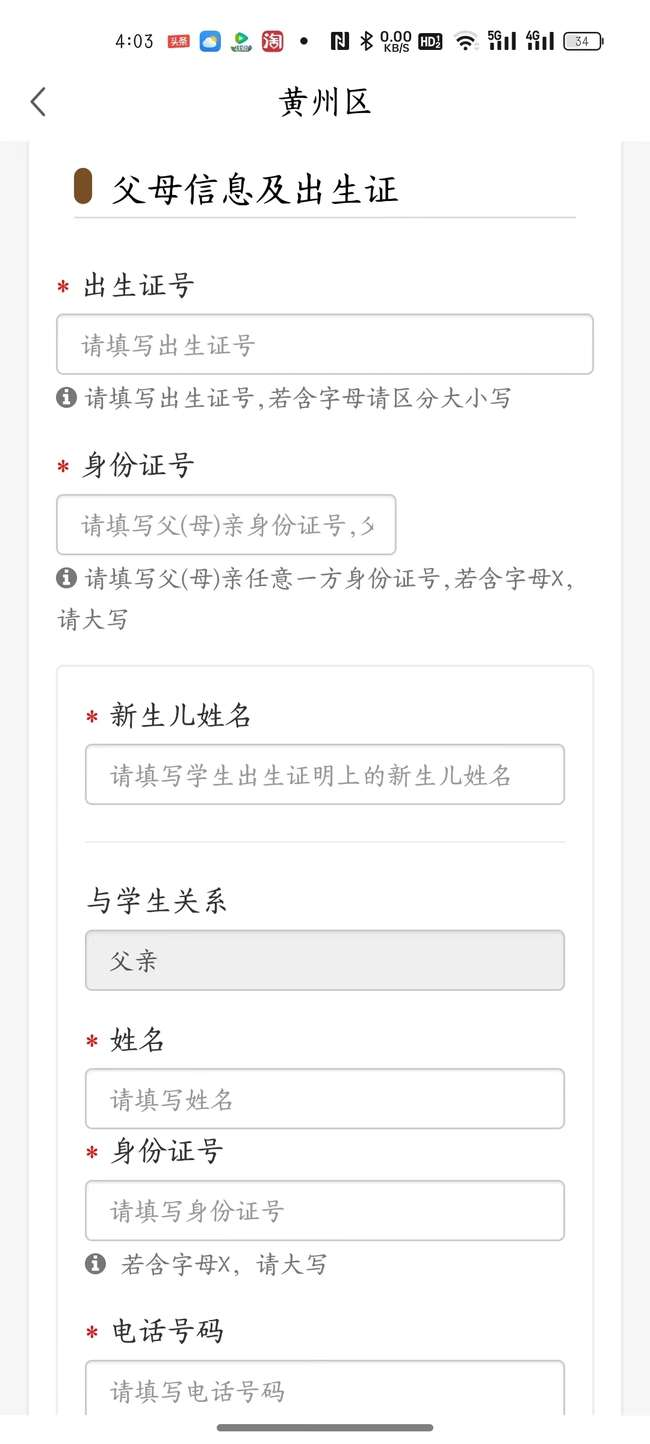 4:03 头条 淘 0.00 KB/S HD 5G 4G 34
黄州区
父母信息及出生证
* 出生证号
请填写出生证号
请填写出生证号,若含字母请区分大小写
* 身份证号
请填写父(母)亲身份证号,
请填写父(母)亲任意一方身份证号,若含字母X,
请大写
* 新生儿姓名
请填写学生出生证明上的新生儿姓名
与学生关系
父亲
* 姓名
请填写姓名
* 身份证号
请填写身份证号
若含字母X, 请大写
* 电话号码
请填写电话号码